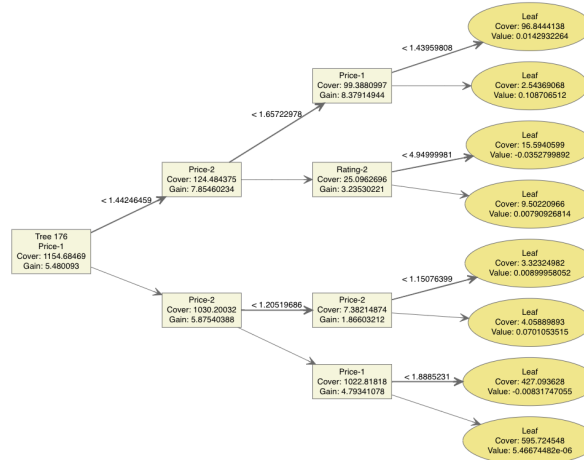 Leaf
Cover: 96.8444138
Value: 0.0142932264
< 1.43959808
Price-1
Cover: 99.3880997
Gain: 8.37914944
Leaf
Cover: 2.54369068
Value: 0.108706512
< 1.65722978
Leaf
Cover: 15.5940599
Value: -0.0352799892
< 4.94999981
Price-2
Cover: 124.484375
Gain: 7.85460234
Rating-2
Cover: 25.0962696
Gain: 3.23530221
< 1.44246459
Leaf
Cover: 9.50220966
Value: 0.00790926814
Tree 176
Price-1
Cover: 1154.68469
Gain: 5.480093
Leaf
Cover: 3.32324982
Value: 0.00899958052
< 1.15076399
Price-2
Cover: 1030.20032
Gain: 5.87540388
< 1.20519686
Price-2
Cover: 7.38214874
Gain: 1.86603212
Leaf
Cover: 4.05889893
Value: 0.0701053515
Price-1
Cover: 1022.81818
Gain: 4.79341078
< 1.8885231
Leaf
Cover: 427.093628
Value: -0.00831747055
Leaf
Cover: 595.724548
Value: 5.46674482e-06